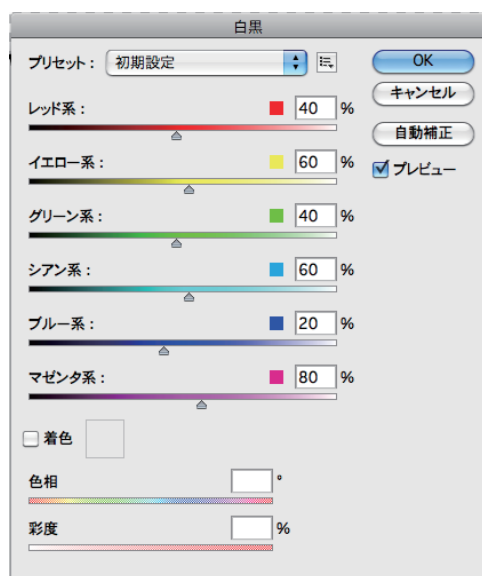 白黒
プリセット： 初期設定
OK
キャンセル
自動補正
プレビュー
レッド系： 40 %
イエロー系： 60 %
グリーン系： 40 %
シアン系： 60 %
ブルー系： 20 %
マゼンタ系： 80 %
着色
色相 °
彩度 %